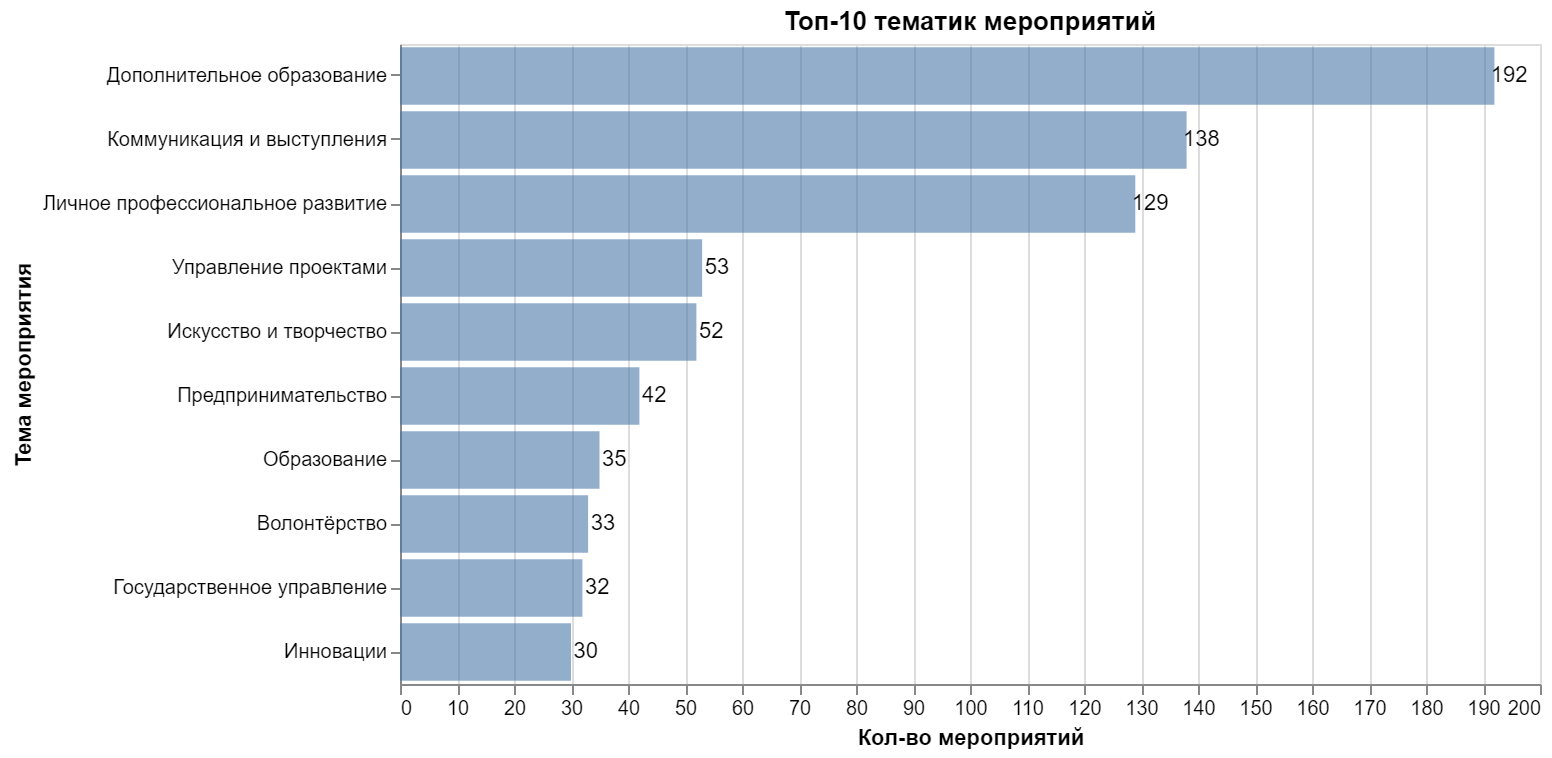 Топ-10 тематик мероприятий
Тема мероприятия
Дополнительное образование 192
Коммуникация и выступления 138
Личное профессиональное развитие 129
Управление проектами 53
Искусство и творчество 52
Предпринимательство 42
Образование 35
Волонтёрство 33
Государственное управление 32
Инновации 30
0 10 20 30 40 50 60 70 80 90 100 110 120 130 140 150 160 170 180 190 200
Кол-во мероприятий